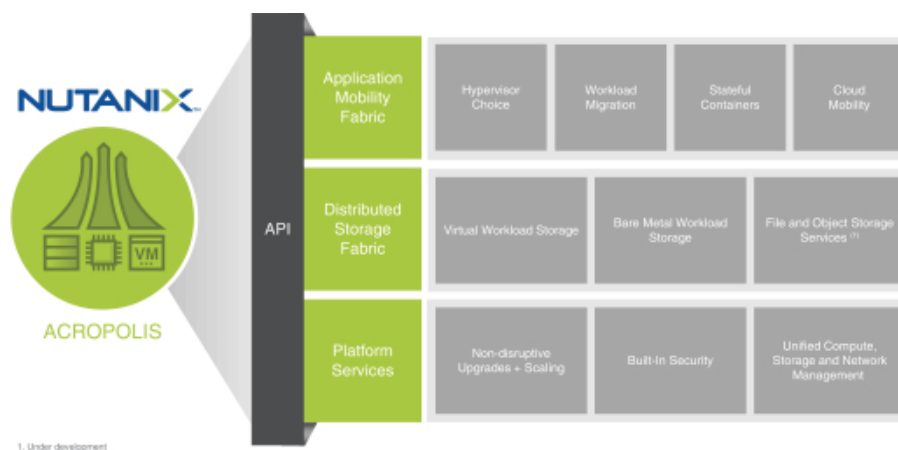 NUTANIX
ACROPOLIS
VM
API
Application
Mobility
Fabric
Hypervisor
Choice
Workload
Migration
Stateful
Containers
Cloud
Mobility
Distributed
Storage
Fabric
Virtual Workload Storage
Bare Metal Workload
Storage
File and Object Storage
Services (1)
Platform
Services
Non-disruptive
Upgrades + Scaling
Built-In Security
Unified Compute,
Storage and Network
Management
1. Under development